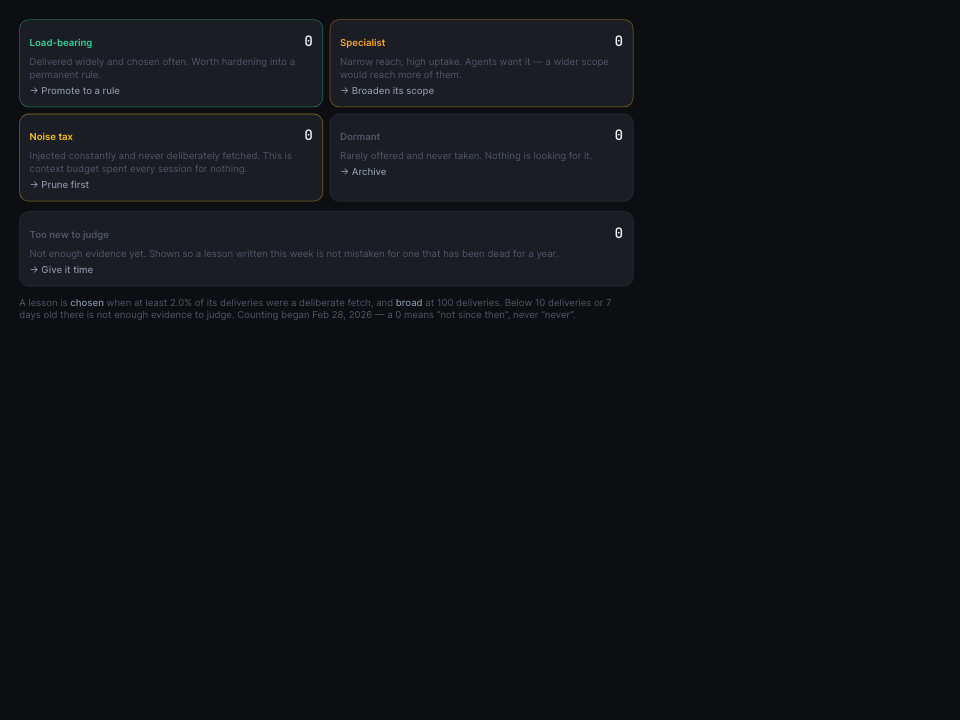 Load-bearing 0
Delivered widely and chosen often. Worth hardening into a
permanent rule.
→ Promote to a rule
Specialist 0
Narrow reach, high uptake. Agents want it — a wider scope
would reach more of them.
→ Broaden its scope
Noise tax 0
Injected constantly and never deliberately fetched. This is
context budget spent every session for nothing.
→ Prune first
Dormant 0
Rarely offered and never taken. Nothing is looking for it.
→ Archive
Too new to judge 0
Not enough evidence yet. Shown so a lesson written this week is not mistaken for one that has been dead for a year.
→ Give it time
A lesson is chosen when at least 2.0% of its deliveries were a deliberate fetch, and broad at 100 deliveries. Below 10 deliveries or 7
days old there is not enough evidence to judge. Counting began Feb 28, 2026 — a 0 means “not since then”, never “never”.